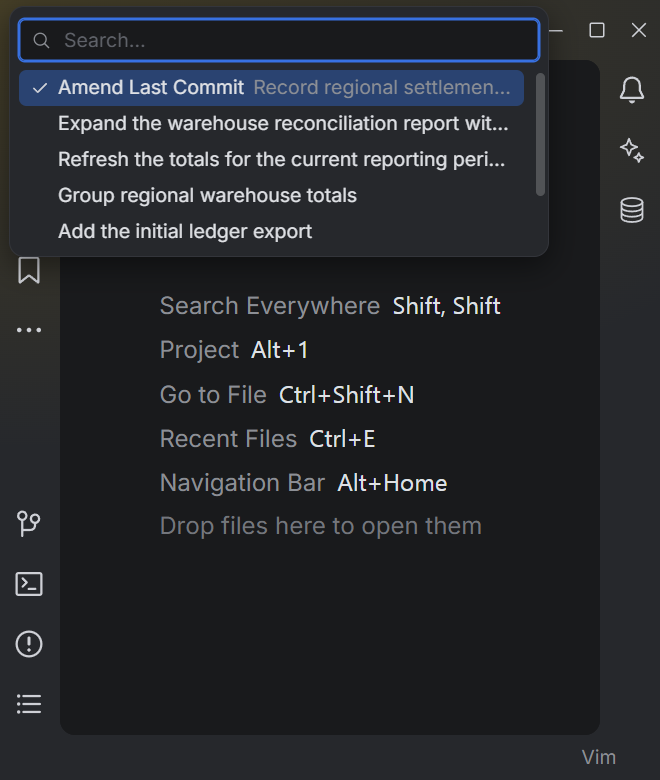 Search...
Amend Last Commit Record regional settlemen...
Expand the warehouse reconciliation report wit...
Refresh the totals for the current reporting peri...
Group regional warehouse totals
Add the initial ledger export
Search Everywhere Shift, Shift
Project Alt+1
Go to File Ctrl+Shift+N
Recent Files Ctrl+E
Navigation Bar Alt+Home
Drop files here to open them
Vim